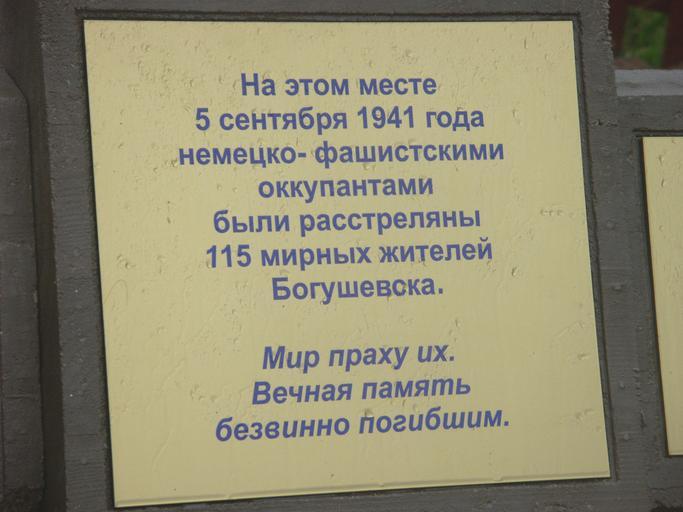 На этом месте
5 сентября 1941 года
немецко- фашистскими
оккупантами
были расстреляны
115 мирных жителей
Богушевска.
Мир праху их.
Вечная память
безвинно погибшим.